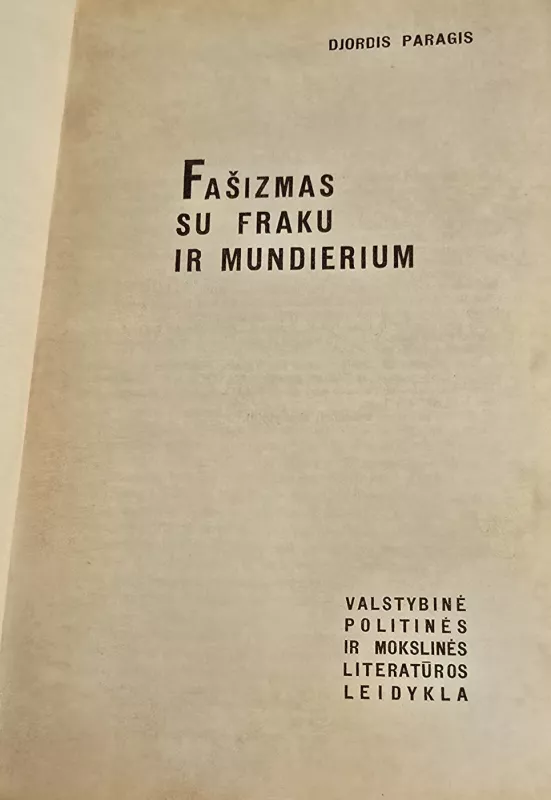 DJORDIS PARAGIS
FAŠIZMAS
SU FRAKU
IR MUNDIERIUM
VALSTYBINĖ
POLITINĖS
IR MOKSLINĖS
LITERATŪROS
LEIDYKLA